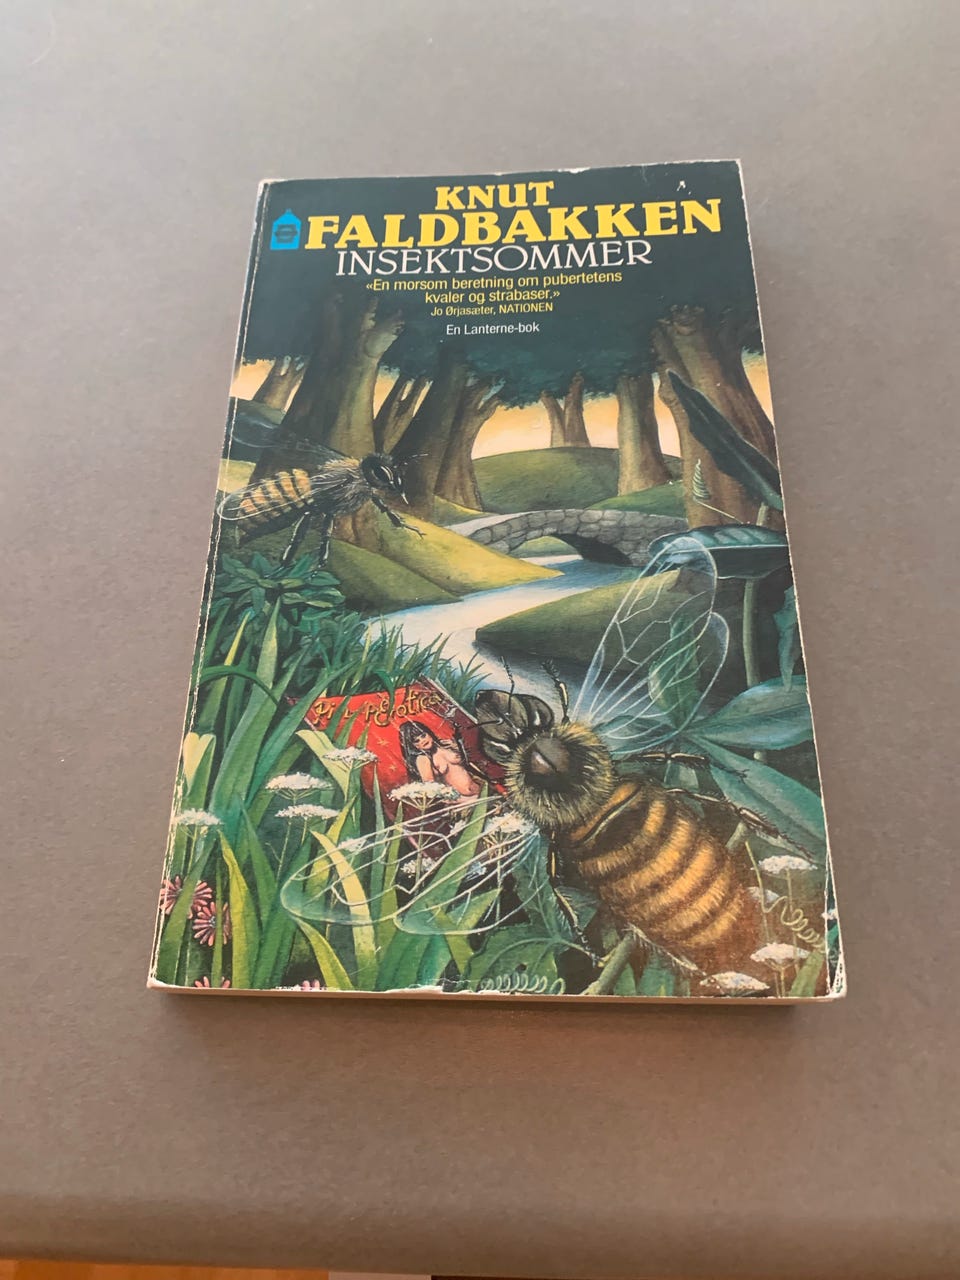 KNUT
FALDBAKKEN
INSEKTSOMMER
«En morsom beretning om pubertetens
kvaler og strabaser.»
Jo Ørjasæter, NATIONEN
En Lanterne-bok